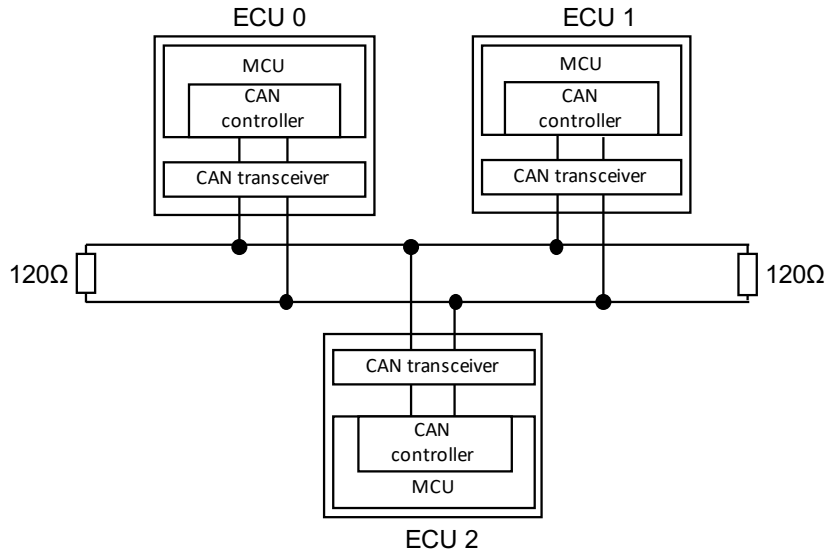 ECU 0
MCU
CAN
controller
CAN transceiver
ECU 1
MCU
CAN
controller
CAN transceiver
120Ω
120Ω
CAN transceiver
CAN
controller
MCU
ECU 2